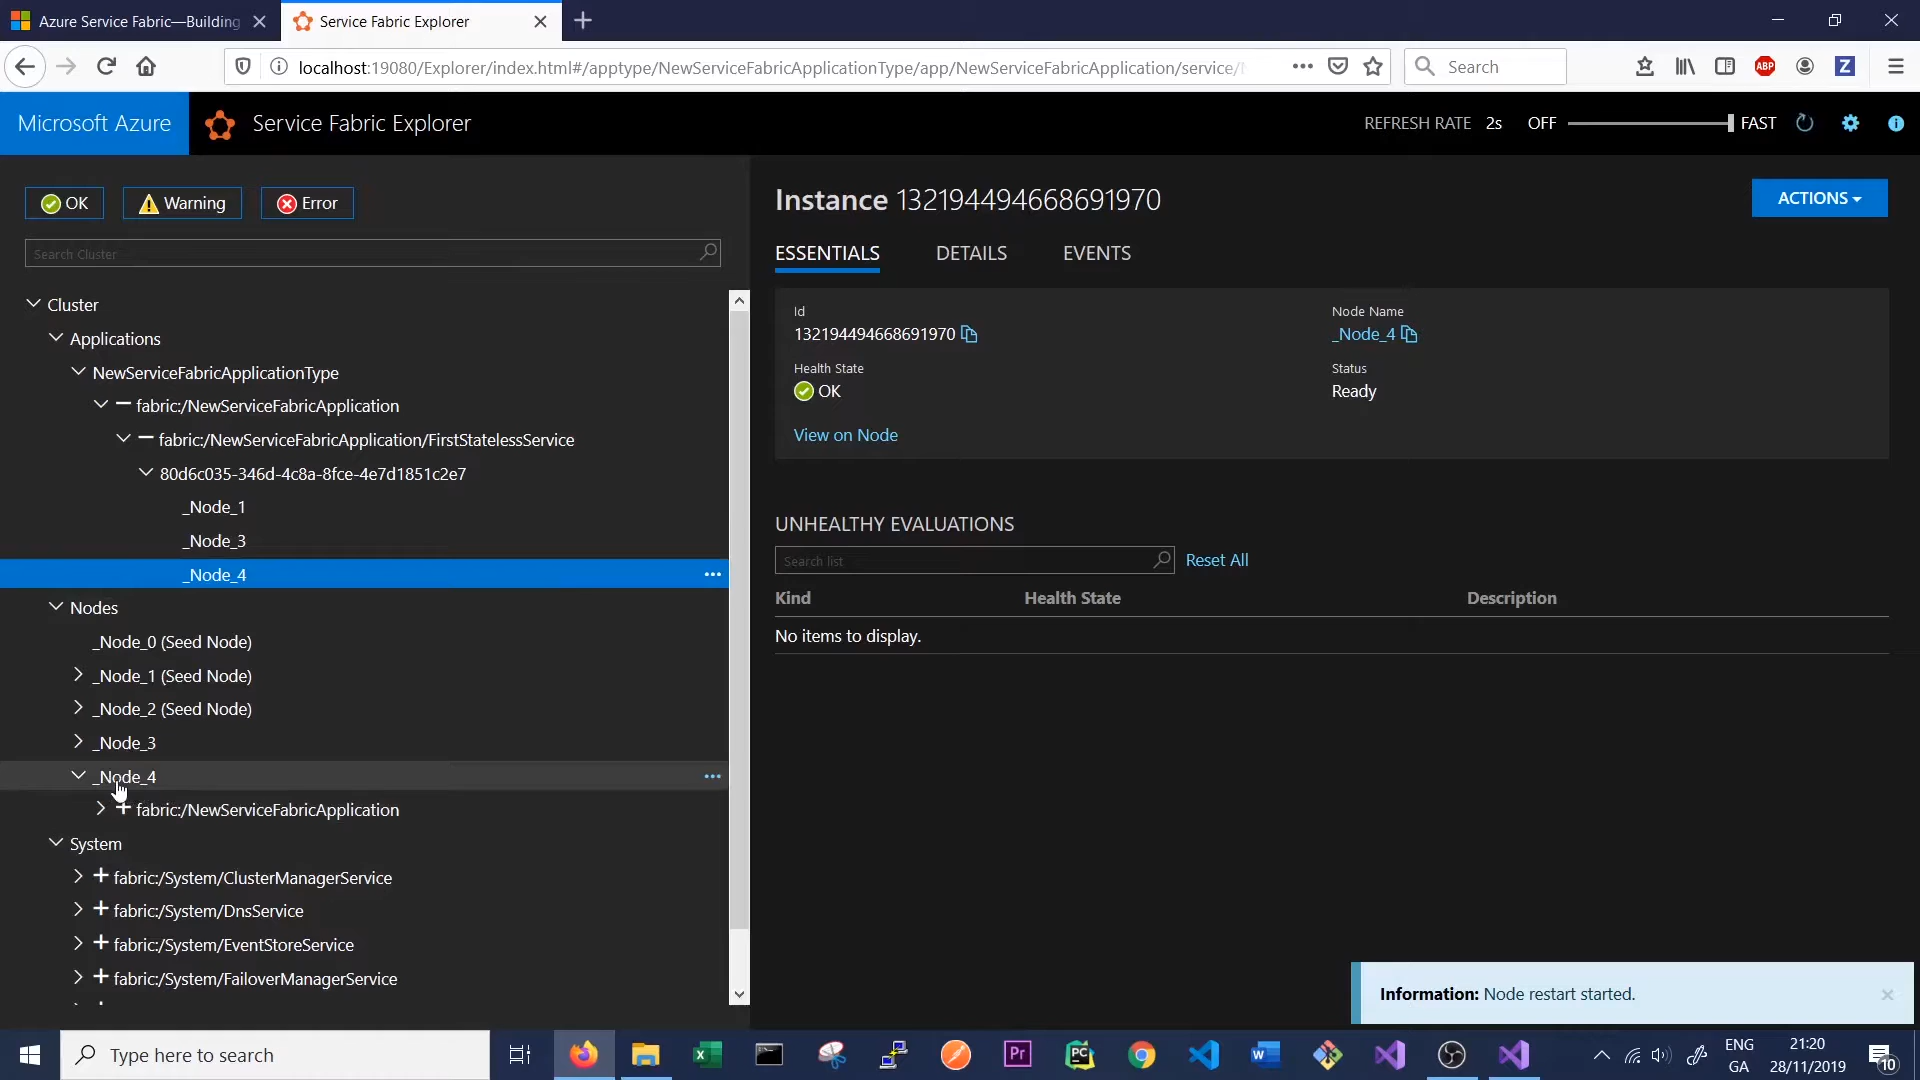 Azure Service Fabric—Building
Service Fabric Explorer
localhost:19080/Explorer/index.html#/apptype/NewServiceFabricApplicationType/app/NewServiceFabricApplication/service/
Search
ABP
Z
Microsoft Azure
Service Fabric Explorer
REFRESH RATE 2s OFF FAST
OK
Warning
Error
Search Cluster
Cluster
Applications
NewServiceFabricApplicationType
fabric:/NewServiceFabricApplication
fabric:/NewServiceFabricApplication/FirstStatelessService
80d6c035-346d-4c8a-8fce-4e7d1851c2e7
_Node_1
_Node_3
_Node_4
Nodes
_Node_0 (Seed Node)
_Node_1 (Seed Node)
_Node_2 (Seed Node)
_Node_3
_Node_4
fabric:/NewServiceFabricApplication
System
fabric:/System/ClusterManagerService
fabric:/System/DnsService
fabric:/System/EventStoreService
fabric:/System/FailoverManagerService
Instance 132194494668691970
ACTIONS
ESSENTIALS
DETAILS
EVENTS
Id
132194494668691970
Node Name
_Node_4
Health State
OK
Status
Ready
View on Node
UNHEALTHY EVALUATIONS
Search list
Reset All
Kind
Health State
Description
No items to display.
Information: Node restart started.
Type here to search
Pr
PC
ENG
GA
21:20
28/11/2019
10